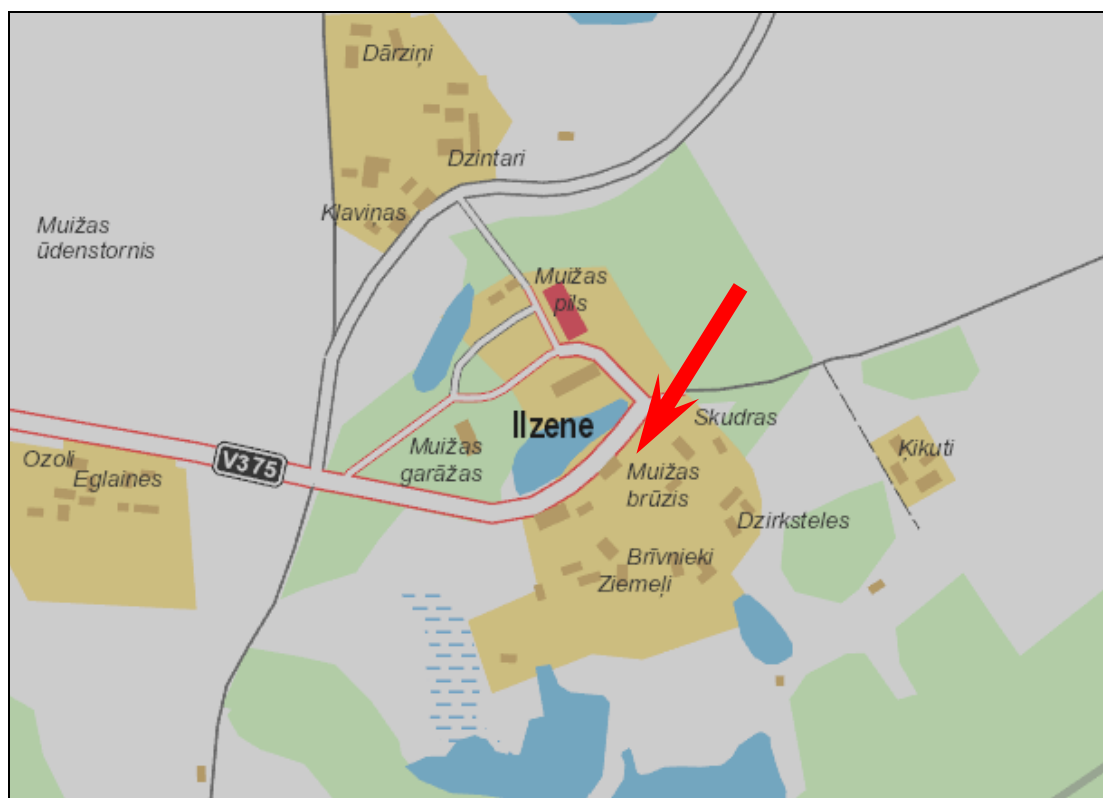 Dārziņi
Dzintari
Kļaviņas
Muižas
ūdenstornis
Muižas
pils
Skudras
Ilzene
Muižas
garāžas
Ķikuti
Ozoli
Eglaines
V375
Muižas
brūzis
Dzirksteles
Brīvnieki
Ziemeļi